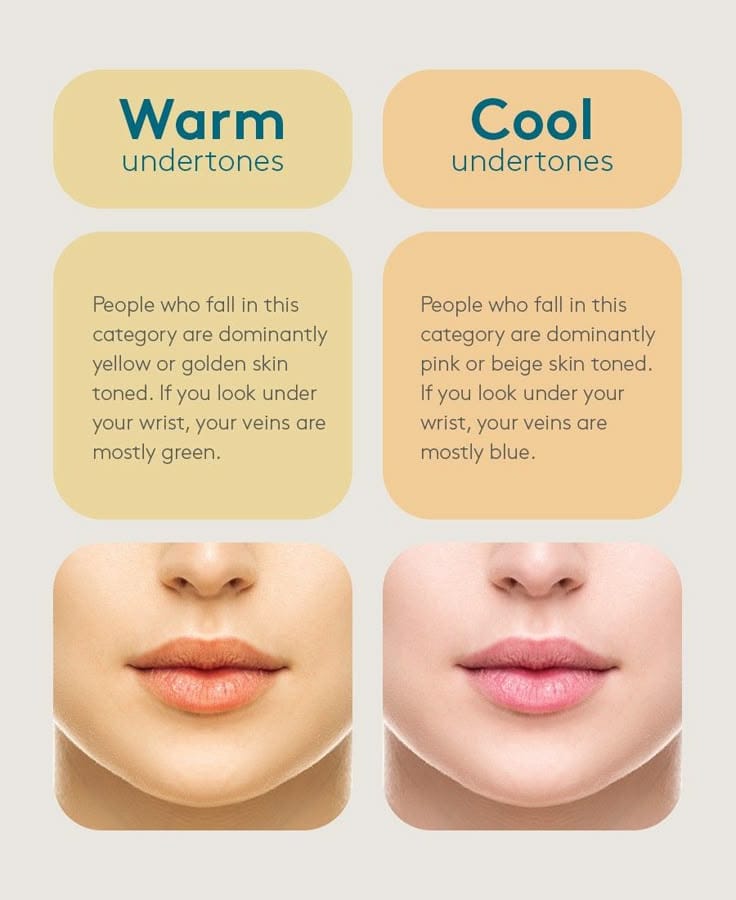 Warm
undertones
Cool
undertones
People who fall in this
category are dominantly
yellow or golden skin
toned. If you look under
your wrist, your veins are
mostly green.
People who fall in this
category are dominantly
pink or beige skin toned.
If you look under your
wrist, your veins are
mostly blue.